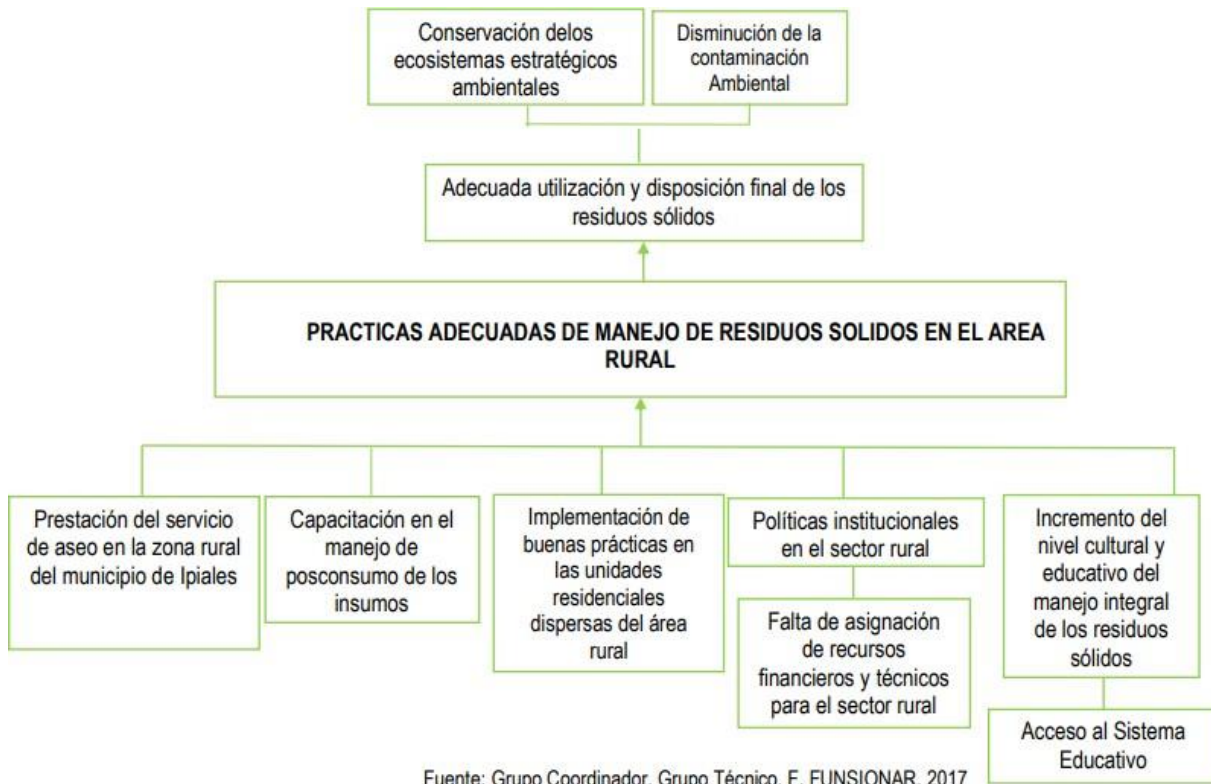 Conservación delos
ecosistemas estratégicos
ambientales
Disminución de la
contaminación
Ambiental
Adecuada utilización y disposición final de los
residuos sólidos
PRACTICAS ADECUADAS DE MANEJO DE RESIDUOS SOLIDOS EN EL AREA
RURAL
Prestación del servicio
de aseo en la zona rural
del municipio de Ipiales
Capacitación en el
manejo de
posconsumo de los
insumos
Implementación de
buenas prácticas en
las unidades
residenciales
dispersas del área
rural
Políticas institucionales
en el sector rural
Falta de asignación
de recursos
financieros y técnicos
para el sector rural
Incremento del
nivel cultural y
educativo del
manejo integral
de los residuos
sólidos
Acceso al Sistema
Educativo
Fuente: Grupo Coordinador, Grupo Técnico, F. FUNSIONAR, 2017